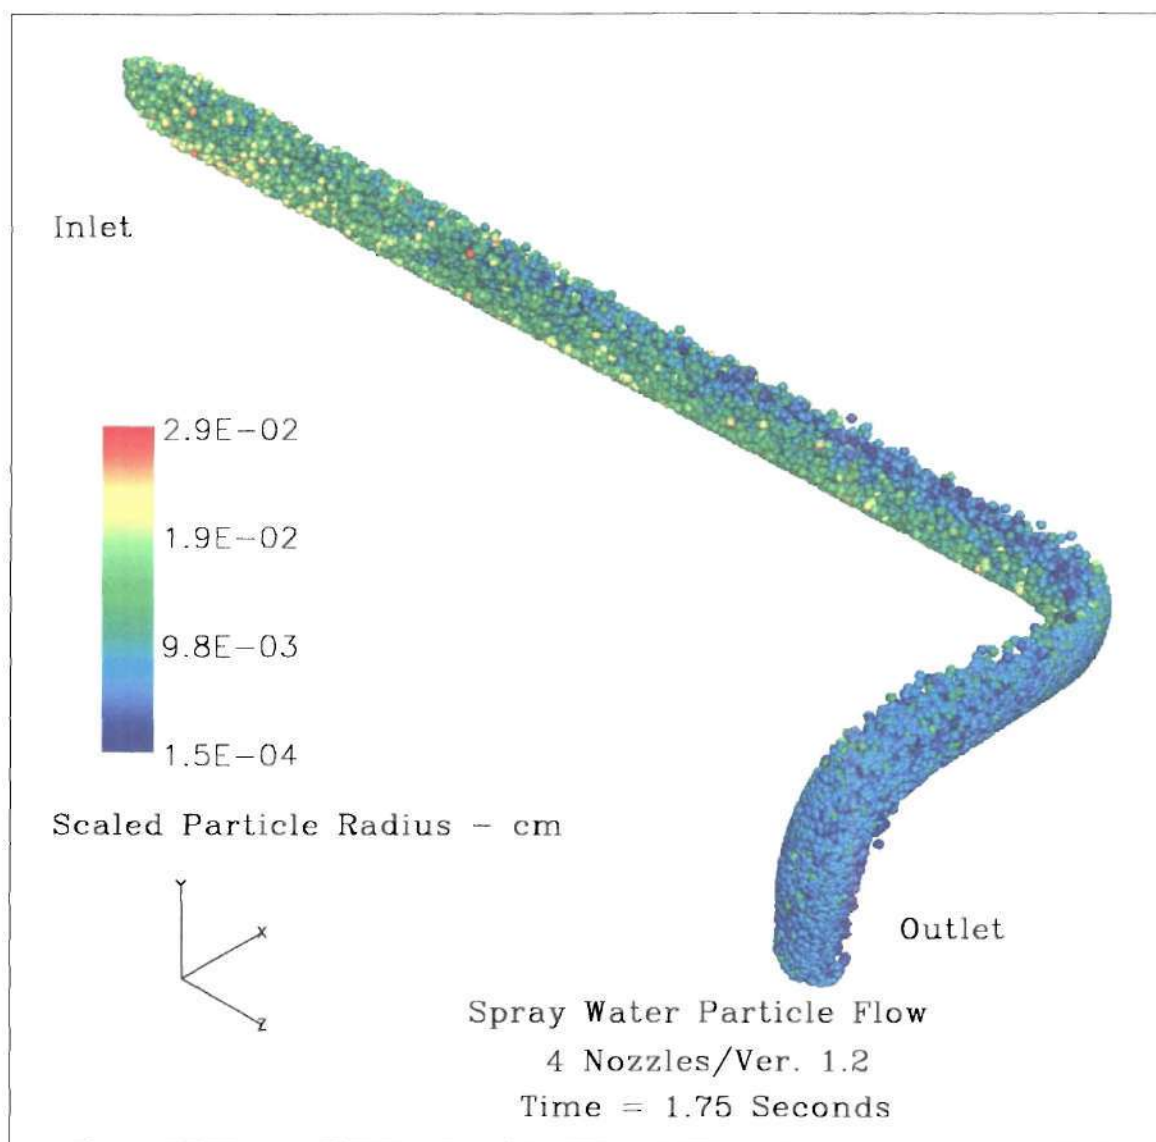 Inlet
2.9E-02
1.9E-02
9.8E-03
1.5E-04
Scaled Particle Radius - cm
Y
X
Z
Outlet
Spray Water Particle Flow
4 Nozzles/Ver. 1.2
Time = 1.75 Seconds